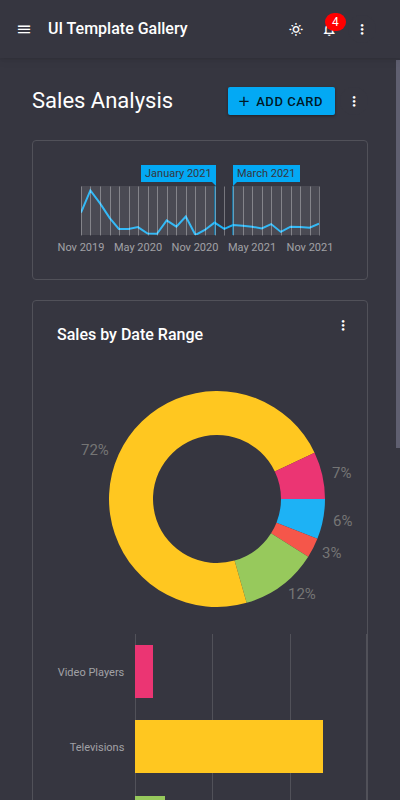 UI Template Gallery
4
Sales Analysis
+ ADD CARD
January 2021
March 2021
Nov 2019 May 2020 Nov 2020 May 2021 Nov 2021
Sales by Date Range
72%
7%
6%
3%
12%
Video Players
Televisions